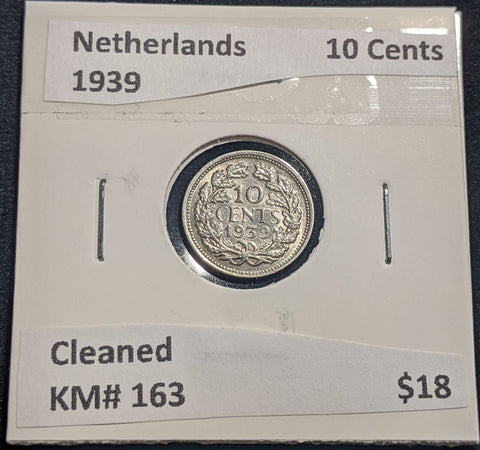 Netherlands 10 Cents
1939
10
CENTS
1939
Cleaned
KM# 163 $18